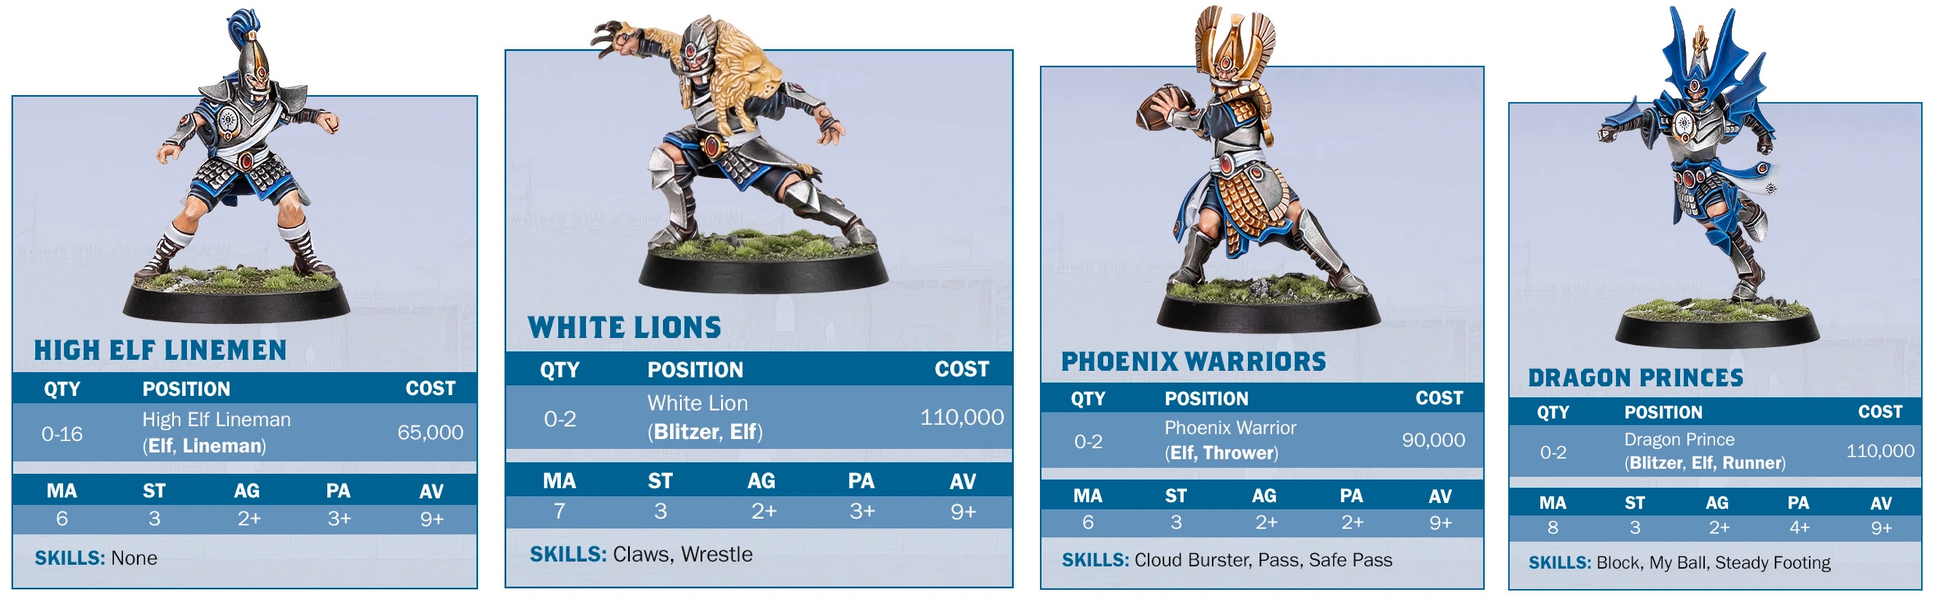 HIGH ELF LINEMEN
QTY POSITION COST
0-16 High Elf Lineman 65,000
(Elf, Lineman)
MA ST AG PA AV
6 3 2+ 3+ 9+
SKILLS: None
WHITE LIONS
QTY POSITION COST
0-2 White Lion 110,000
(Blitzer, Elf)
MA ST AG PA AV
7 3 2+ 3+ 9+
SKILLS: Claws, Wrestle
PHOENIX WARRIORS
QTY POSITION COST
0-2 Phoenix Warrior 90,000
(Elf, Thrower)
MA ST AG PA AV
6 3 2+ 2+ 9+
SKILLS: Cloud Burster, Pass, Safe Pass
DRAGON PRINCES
QTY POSITION COST
0-2 Dragon Prince 110,000
(Blitzer, Elf, Runner)
MA ST AG PA AV
8 3 2+ 4+ 9+
SKILLS: Block, My Ball, Steady Footing